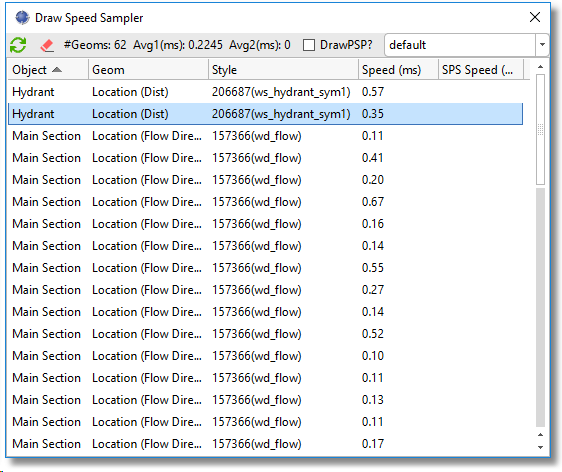 Draw Speed Sampler
#Geoms: 62 Avg1(ms): 0.2245 Avg2(ms): 0 DrawPSP? default
Object Geom Style Speed (ms) SPS Speed (...
Hydrant Location (Dist) 206687(ws_hydrant_sym1) 0.57
Hydrant Location (Dist) 206687(ws_hydrant_sym1) 0.35
Main Section Location (Flow Dire... 157366(wd_flow) 0.11
Main Section Location (Flow Dire... 157366(wd_flow) 0.41
Main Section Location (Flow Dire... 157366(wd_flow) 0.20
Main Section Location (Flow Dire... 157366(wd_flow) 0.67
Main Section Location (Flow Dire... 157366(wd_flow) 0.16
Main Section Location (Flow Dire... 157366(wd_flow) 0.14
Main Section Location (Flow Dire... 157366(wd_flow) 0.55
Main Section Location (Flow Dire... 157366(wd_flow) 0.27
Main Section Location (Flow Dire... 157366(wd_flow) 0.14
Main Section Location (Flow Dire... 157366(wd_flow) 0.52
Main Section Location (Flow Dire... 157366(wd_flow) 0.10
Main Section Location (Flow Dire... 157366(wd_flow) 0.11
Main Section Location (Flow Dire... 157366(wd_flow) 0.13
Main Section Location (Flow Dire... 157366(wd_flow) 0.11
Main Section Location (Flow Dire... 157366(wd_flow) 0.17